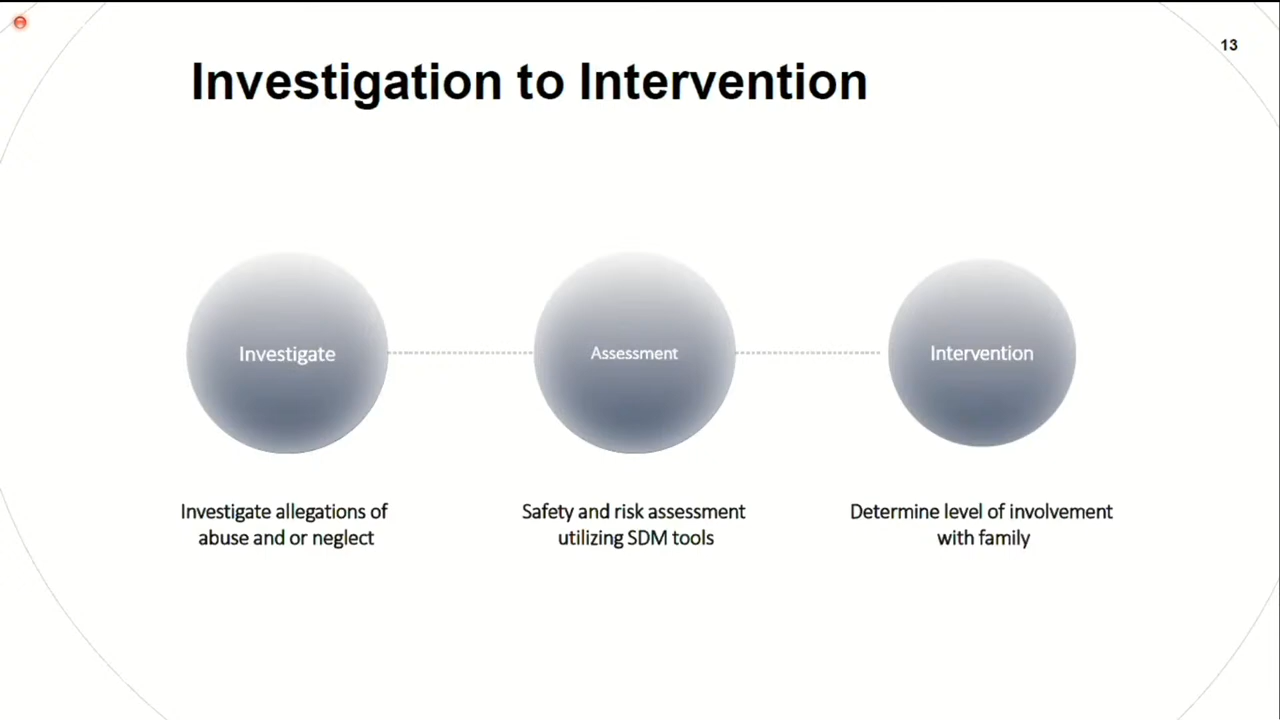 13
Investigation to Intervention
Investigate
Assessment
Intervention
Investigate allegations of
abuse and or neglect
Safety and risk assessment
utilizing SDM tools
Determine level of involvement
with family